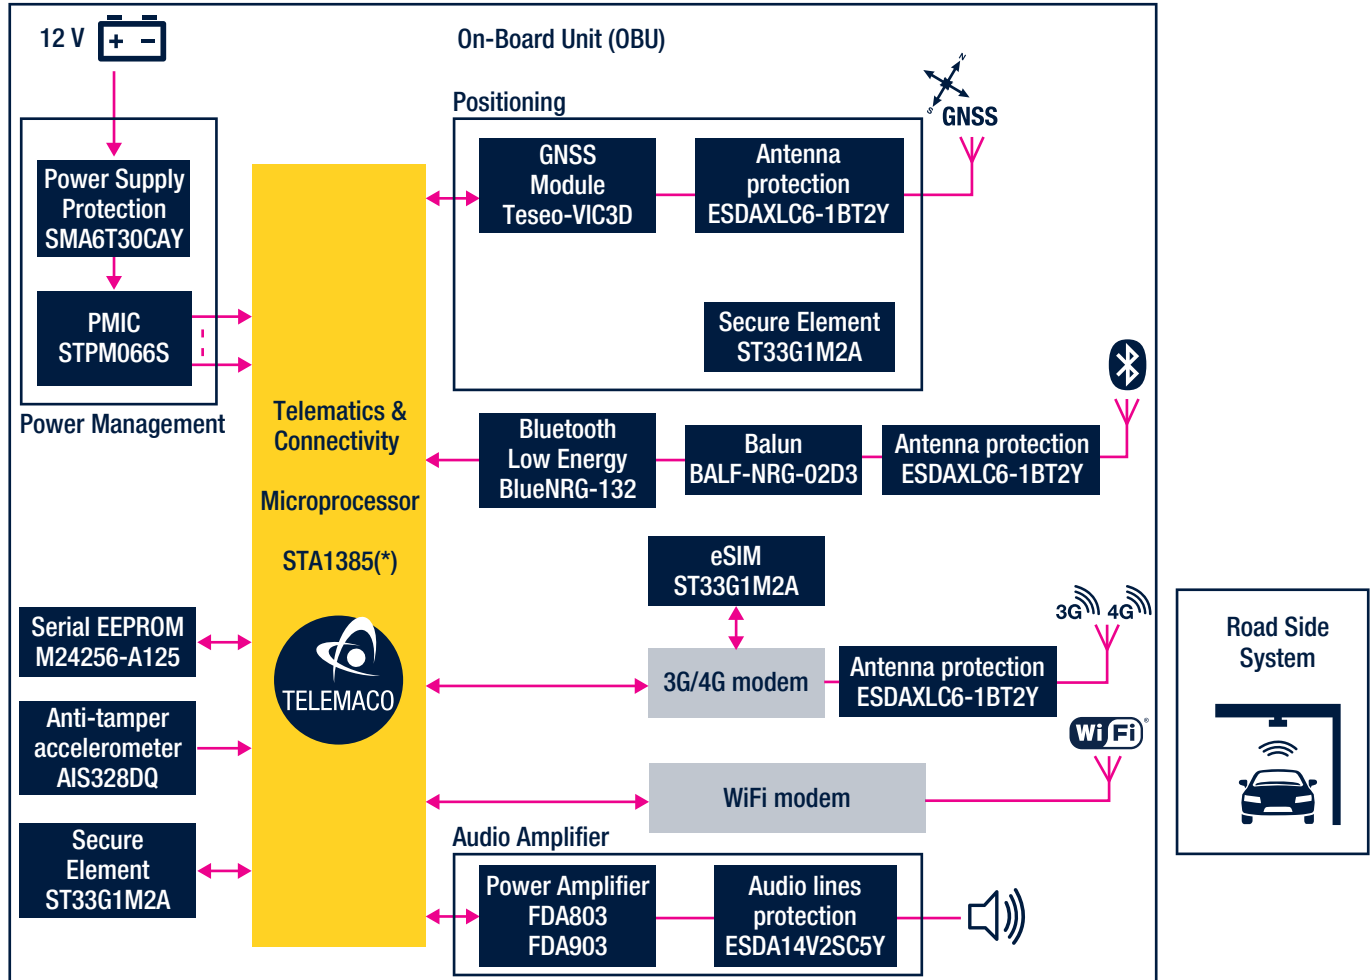 12 V
+ −
On-Board Unit (OBU)
Positioning
N
S
GNSS
GNSS
Module
Teseo-VIC3D
Antenna
protection
ESDAXLC6-1BT2Y
Secure Element
ST33G1M2A
Power Supply
Protection
SMA6T30CAY
PMIC
STPM066S
Power Management
Telematics &
Connectivity
Microprocessor
STA1385(*)
TELEMACO
Bluetooth
Low Energy
BlueNRG-132
Balun
BALF-NRG-02D3
Antenna protection
ESDAXLC6-1BT2Y
eSIM
ST33G1M2A
3G/4G modem
Antenna protection
ESDAXLC6-1BT2Y
3G 4G
Serial EEPROM
M24256-A125
Anti-tamper
accelerometer
AIS328DQ
Secure
Element
ST33G1M2A
WiFi modem
Wi Fi®
Audio Amplifier
Power Amplifier
FDA803
FDA903
Audio lines
protection
ESDA14V2SC5Y
Road Side
System